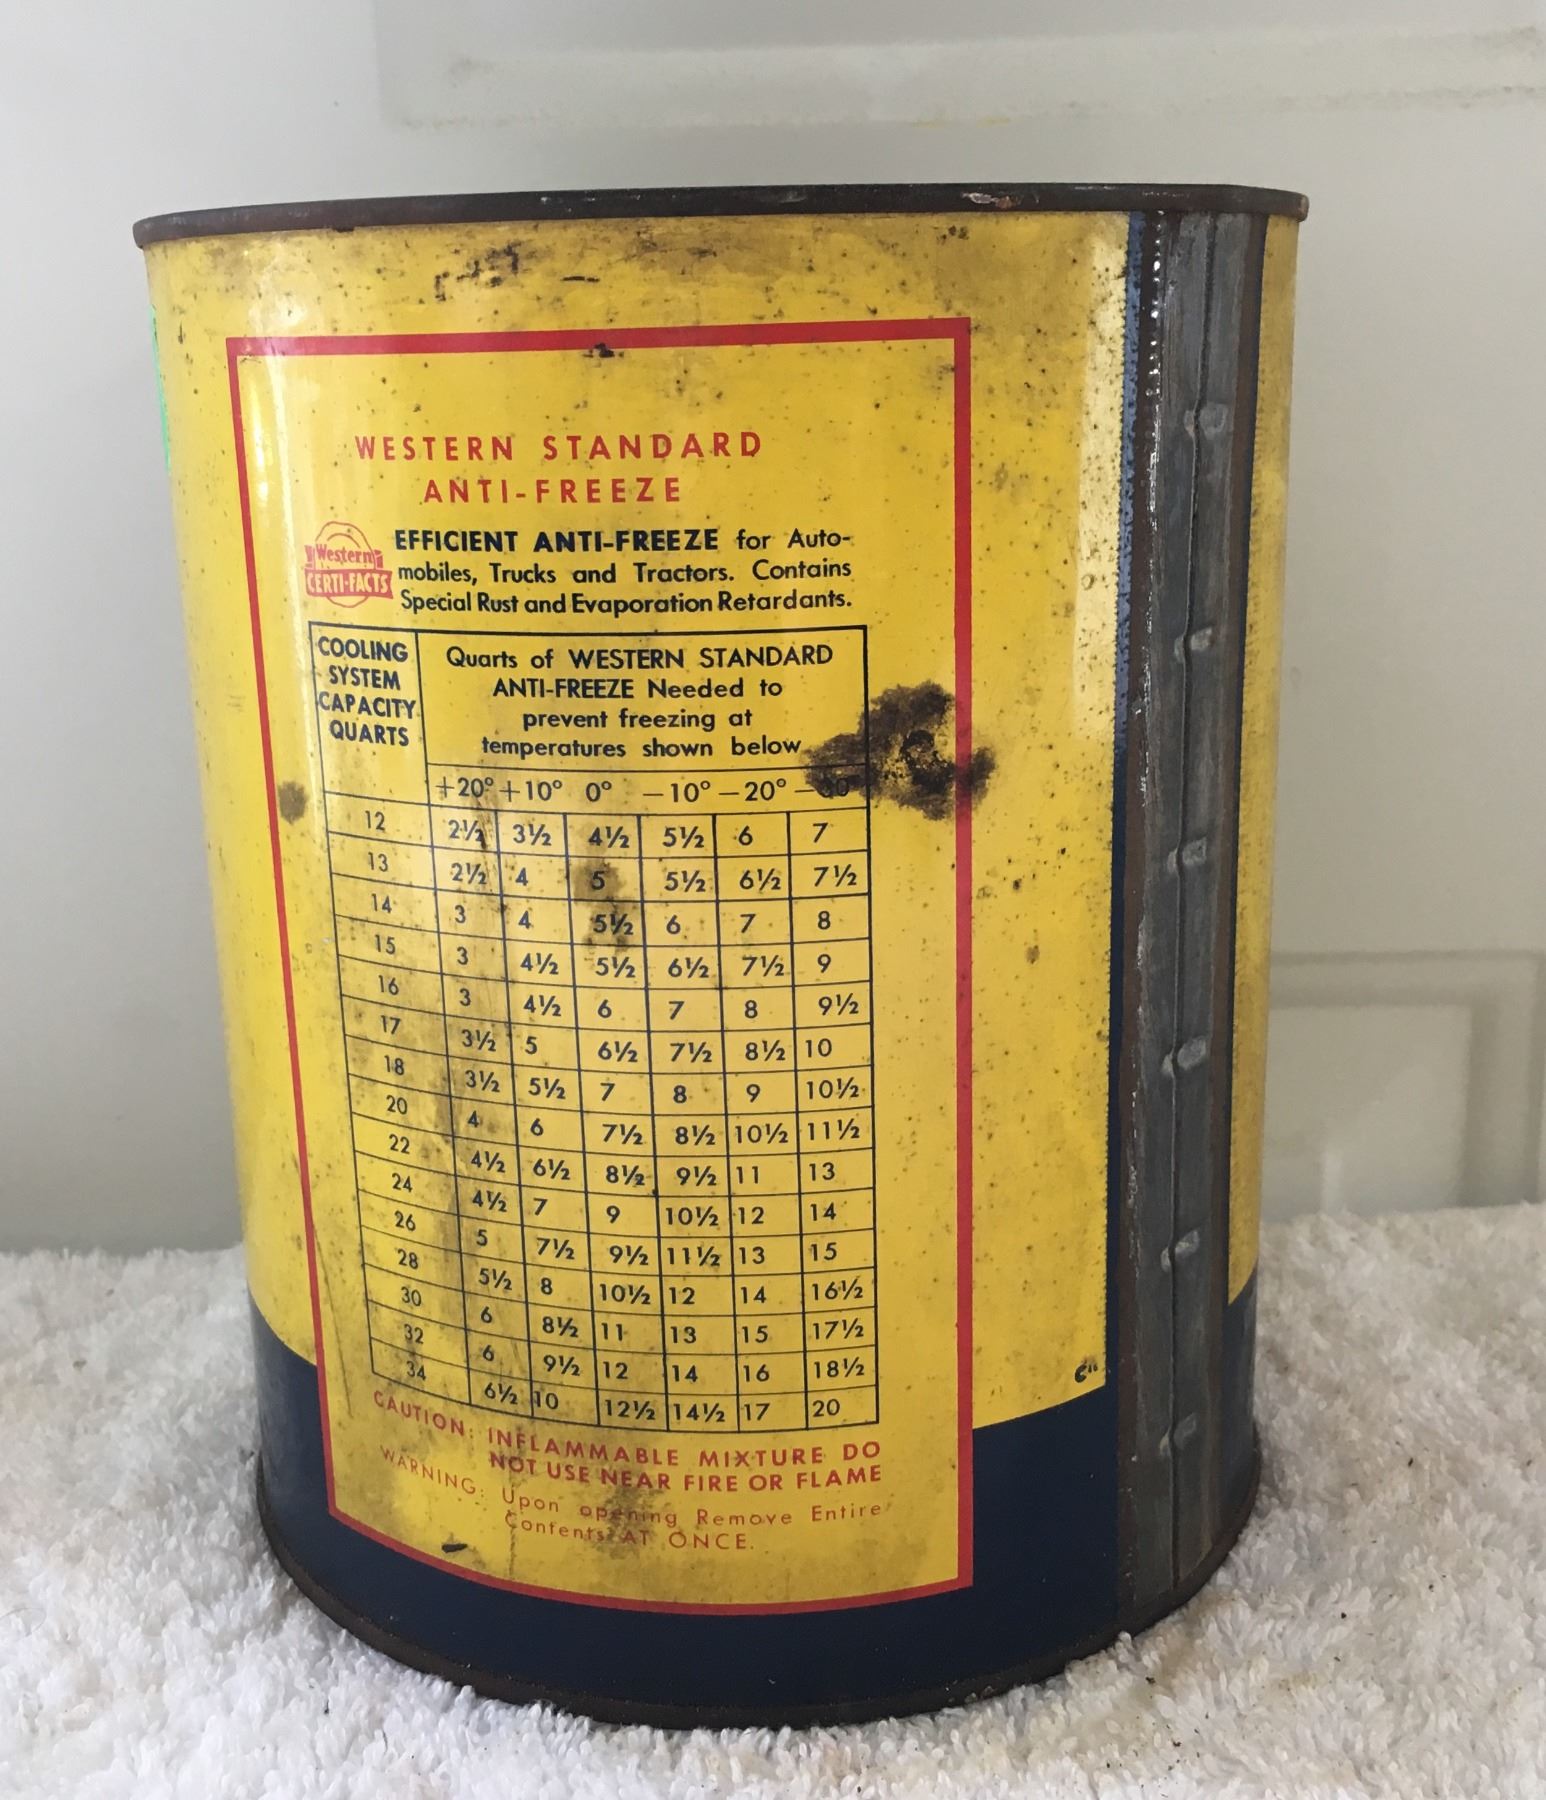 WESTERN STANDARD
ANTI-FREEZE
Western
CERTI-FACTS
EFFICIENT ANTI-FREEZE for Auto-
mobiles, Trucks and Tractors. Contains
Special Rust and Evaporation Retardants.
COOLING
SYSTEM
CAPACITY
QUARTS
Quarts of WESTERN STANDARD
ANTI-FREEZE Needed to
prevent freezing at
temperatures shown below
+20° +10° 0° −10° −20° −30°
12 2½ 3½ 4½ 5½ 6 7
13 2½ 4 5 5½ 6½ 7½
14 3 4 5½ 6 7 8
15 3 4½ 5½ 6½ 7½ 9
16 3 4½ 6 7 8 9½
17 3½ 5 6½ 7½ 8½ 10
18 3½ 5½ 7 8 9 10½
20 4 6 7½ 8½ 10½ 11½
22 4½ 6½ 8½ 9½ 11 13
24 4½ 7 9 10½ 12 14
26 5 7½ 9½ 11½ 13 15
28 5½ 8 10½ 12 14 16½
30 6 8½ 11 13 15 17½
32 6 9½ 12 14 16 18½
34 6½ 10 12½ 14½ 17 20
CAUTION: INFLAMMABLE MIXTURE DO
NOT USE NEAR FIRE OR FLAME
WARNING: Upon opening Remove Entire
Contents AT ONCE.